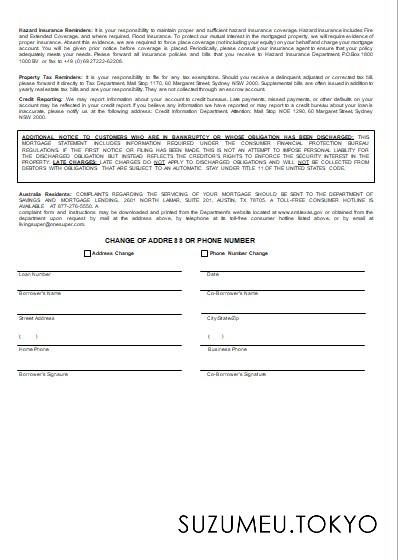 Hazard Insurance Reminders: It is your responsibility to maintain proper and sufficient hazard insurance coverage. Hazard Insurance includes Fire
and Extended Coverage, and where required, Flood Insurance. To protect our mutual interest in the mortgaged property, we will require evidence of
proper insurance. Absent this evidence, we are required to force place coverage (not including your equity) on your behalf and charge your mortgage
account. You will be given prior notice before coverage is placed. Periodically, please consult your insurance agent to ensure that your policy
adequately meets your needs. Please forward all insurance policies and bills that you receive to Hazard Insurance Department, P.O.Box 1800
1000 BV or fax to +49 (0) 6927222-62206.
Property Tax Reminders: It is your responsibility to file for any tax exemptions. Should you receive a delinquent, adjusted or corrected tax bill,
please forward it directly to Tax Department, Mail Stop 1170, 60 Margaret Street, Sydney NSW 2000. Supplemental bills are often issued in addition to
yearly real estate tax bills and are your responsibility. They are not collected through an escrow account.
Credit Reporting: We may report information about your account to credit bureaus. Late payments, missed payments, or other defaults on your
account may be reflected in your credit report. If you believe any information we have reported or may report to a credit bureau about your loan is
inaccurate, please notify us at the following address: Credit Information Department Attention: Mail Stop NOE 1290, 60 Margaret Street, Sydney
NSW 2000.
ADDITIONAL NOTICE TO CUSTOMERS WHO ARE IN BANKRUPTCY OR WHOSE OBLIGATION HAS BEEN DISCHARGED: THIS
MORTGAGE STATEMENT INCLUDES INFORMATION REQUIRED UNDER THE CONSUMER FINANCIAL PROTECTION BUREAU
REGULATIONS. IF THE FIRST NOTICE OR FILING HAS BEEN MADE, THIS IS NOT AN ATTEMPT TO IMPOSE PERSONAL LIABILITY FOR
THE DISCHARGED OBLIGATION BUT INSTEAD REFLECTS THE CREDITOR'S RIGHTS TO ENFORCE THE SECURITY INTEREST IN THE
PROPERTY. LATE CHARGES: LATE CHARGES DO NOT APPLY TO DISCHARGED OBLIGATIONS AND WILL NOT BE COLLECTED FROM
DEBTORS WITH OBLIGATIONS THAT ARE SUBJECT TO AN AUTOMATIC STAY UNDER TITLE 11 OF THE UNITED STATES CODE.
Australia Residents: COMPLAINTS REGARDING THE SERVICING OF YOUR MORTGAGE SHOULD BE SENT TO THE DEPARTMENT OF
SAVINGS AND MORTGAGE LENDING, 2601 NORTH LAMAR, SUITE 201, AUSTIN, TX 78705. A TOLL-FREE CONSUMER HOTLINE IS
AVAILABLE AT 877-276-5550. A
complaint form and instructions may be downloaded and printed from the Department's website located at www.sml.texas.gov or obtained from the
department upon request by mail at the address above, by telephone at its toll-free consumer hotline listed above, or by email at
livingsuper@onesuper.com.
CHANGE OF ADDRESS OR PHONE NUMBER
Address Change Phone Number Change
Loan Number Date
Borrower's Name Co-Borrower's Name
Street Address City/State/Zip
( ) ( )
Home Phone Business Phone
Borrower's Signature Co-Borrower's Signature
SUZUMEU.TOKYO